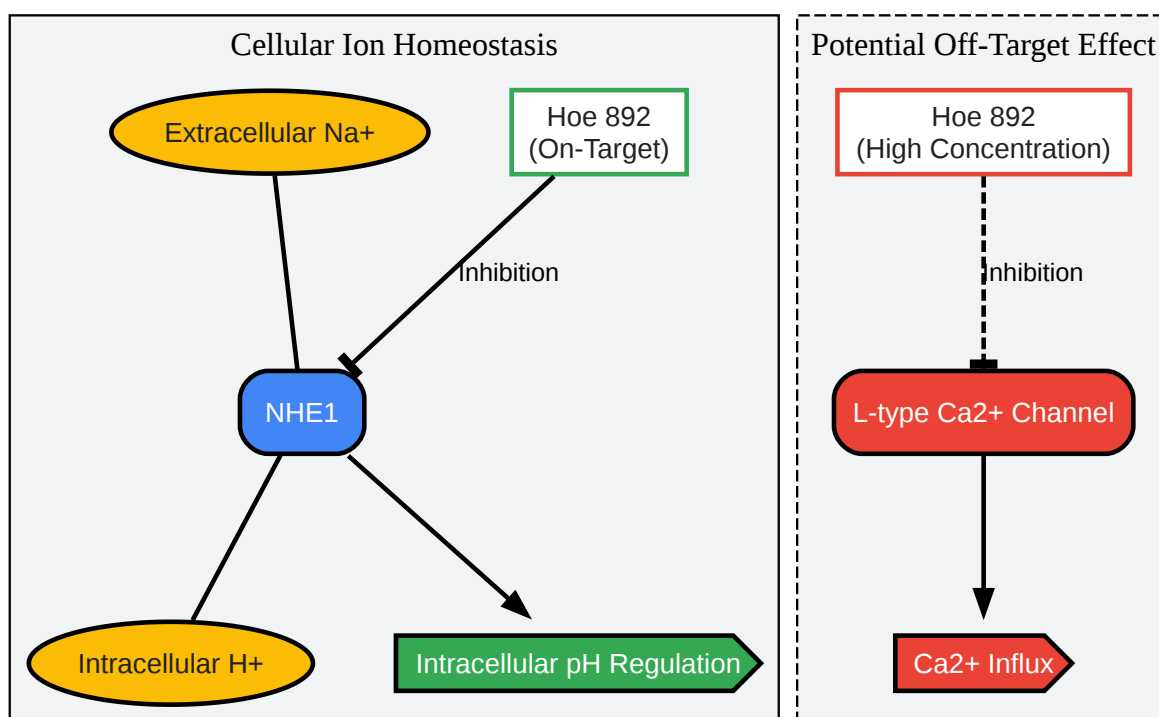 Cellular Ion Homeostasis
Extracellular Na+
Hoe 892
(On-Target)
Inhibition
NHE1
Intracellular H+
Intracellular pH Regulation
Potential Off-Target Effect
Hoe 892
(High Concentration)
Inhibition
L-type Ca2+ Channel
Ca2+ Influx